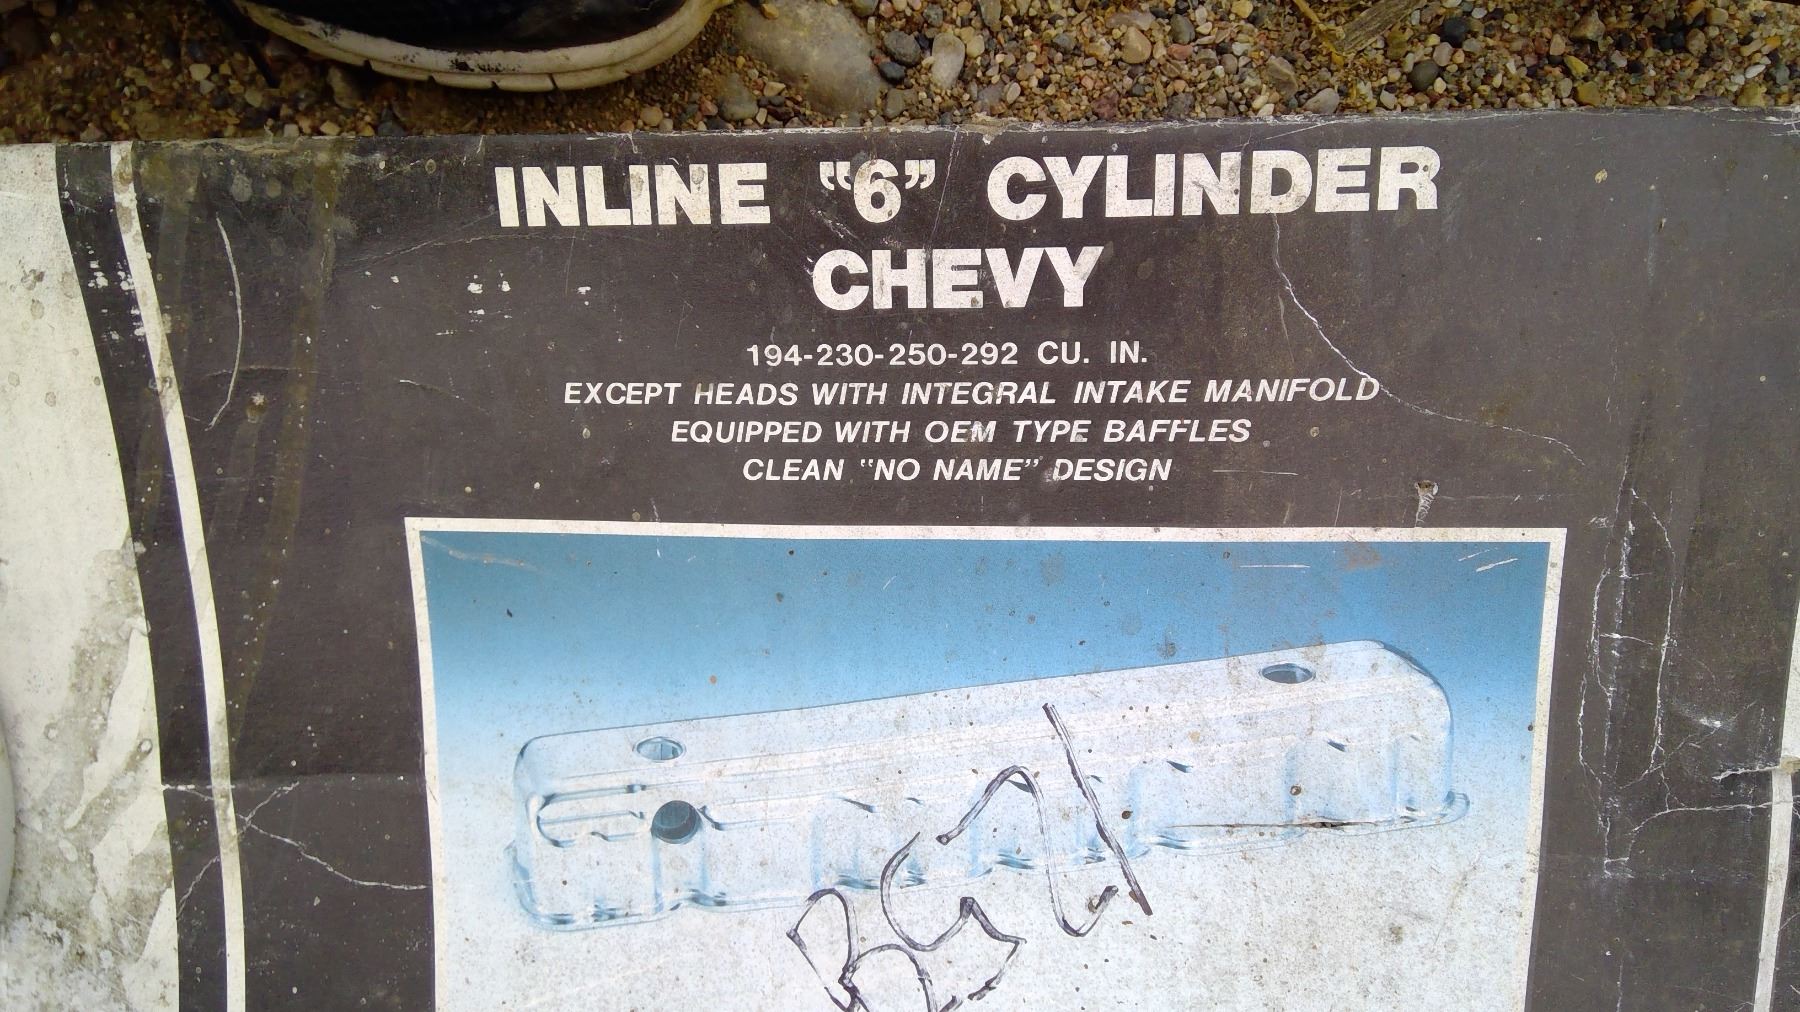 INLINE “6” CYLINDER
CHEVY
194-230-250-292 CU. IN.
EXCEPT HEADS WITH INTEGRAL INTAKE MANIFOLD
EQUIPPED WITH OEM TYPE BAFFLES
CLEAN “NO NAME” DESIGN